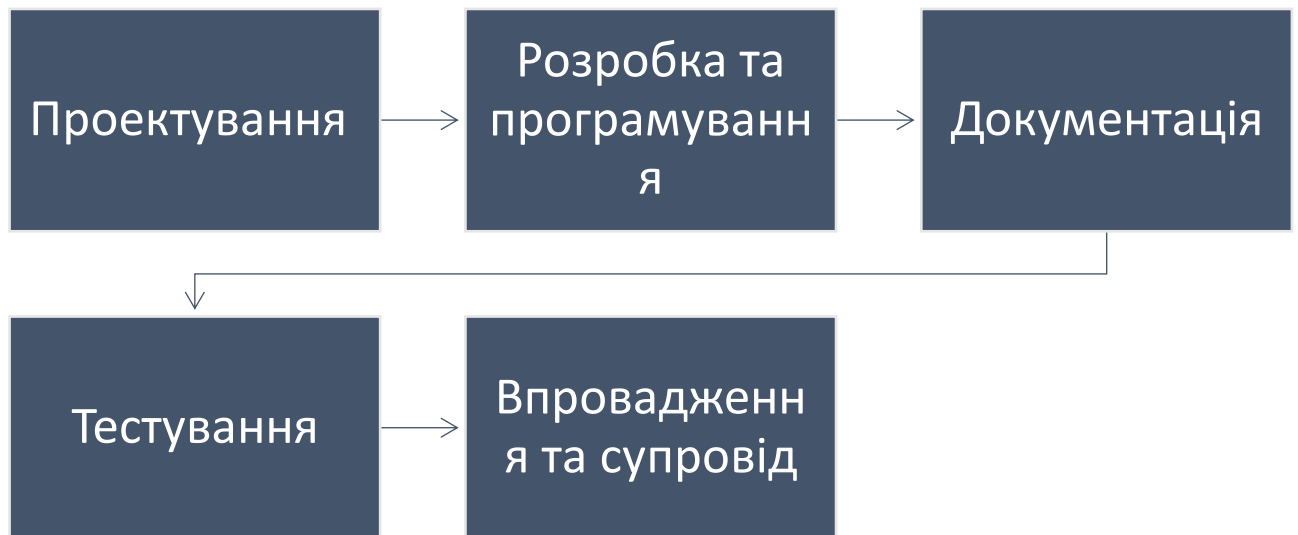 Проектування
Розробка та
програмуванн
я
Документація
Тестування
Впровадженн
я та супровід